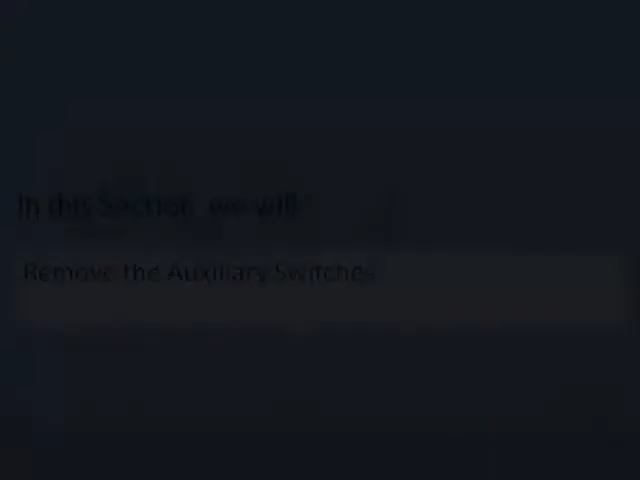 In this Section, we will
Remove the Auxiliary Switches